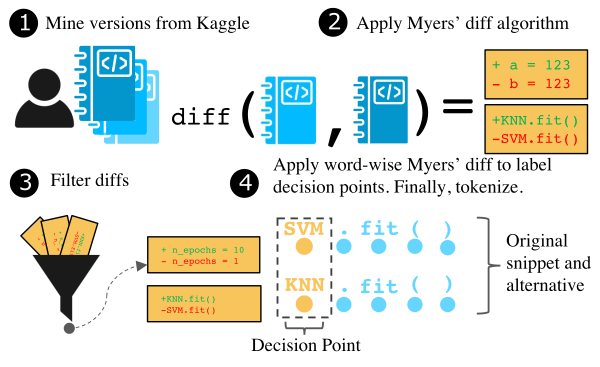 1 Mine versions from Kaggle
2 Apply Myers’ diff algorithm
</>
</>
</>
diff( , ) =
+ a = 123
- b = 123
+KNN.fit()
-SVM.fit()
3 Filter diffs
4 Apply word-wise Myers’ diff to label
decision points. Finally, tokenize.
+ n_epochs = 10
- n_epochs = 1
+KNN.fit()
-SVM.fit()
SVM . fit ( )
KNN . fit ( )
Original
snippet and
alternative
Decision Point